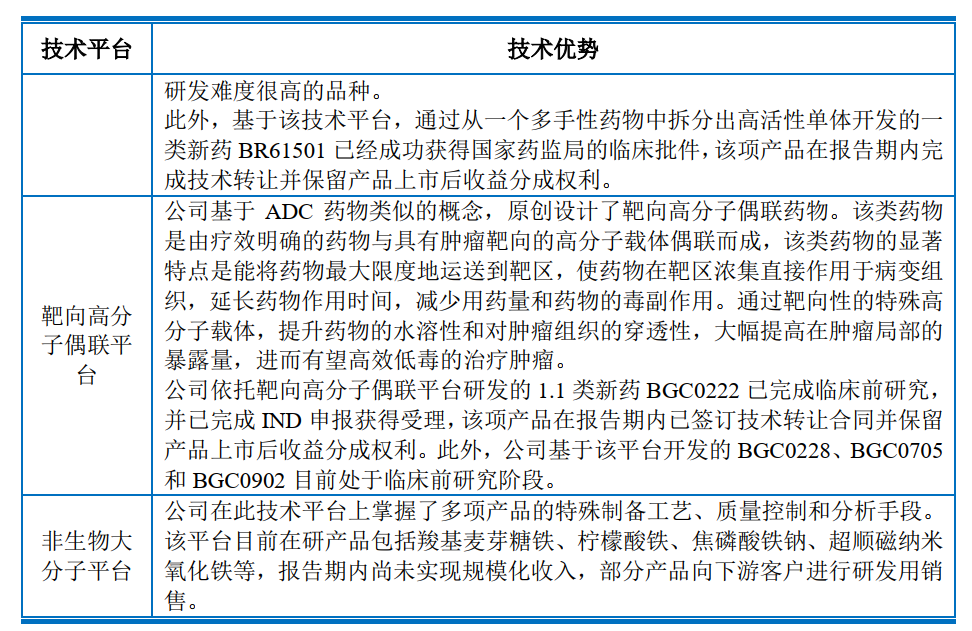 技术平台
技术优势
研发难度很高的品种。
此外，基于该技术平台，通过从一个多手性药物中拆分出高活性单体开发的一
类新药 BR61501 已经成功获得国家药监局的临床批件，该项产品在报告期内完
成技术转让并保留产品上市后收益分成权利。
靶向高分
子偶联平
台
公司基于 ADC 药物类似的概念，原创设计了靶向高分子偶联药物。该类药物
是由疗效明确的药物与具有肿瘤靶向的高分子载体偶联而成，该类药物的显著
特点是能将药物最大限度地运送到靶区，使药物在靶区浓集直接作用于病变组
织，延长药物作用时间，减少用药量和药物的毒副作用。通过靶向性的特殊高
分子载体，提升药物的水溶性和对肿瘤组织的穿透性，大幅提高在肿瘤局部的
暴露量，进而有望高效低毒的治疗肿瘤。
公司依托靶向高分子偶联平台研发的 1.1 类新药 BGC0222 已完成临床前研究，
并已完成 IND 申报获得受理，该项产品在报告期内已签订技术转让合同并保留
产品上市后收益分成权利。此外，公司基于该平台开发的 BGC0228、BGC0705
和 BGC0902 目前处于临床前研究阶段。
非生物大
分子平台
公司在此技术平台上掌握了多项产品的特殊制备工艺、质量控制和分析手段。
该平台目前在研产品包括羧基麦芽糖铁、柠檬酸铁、焦磷酸铁钠、超顺磁纳米
氧化铁等，报告期内尚未实现规模化收入，部分产品向下游客户进行研发用销
售。